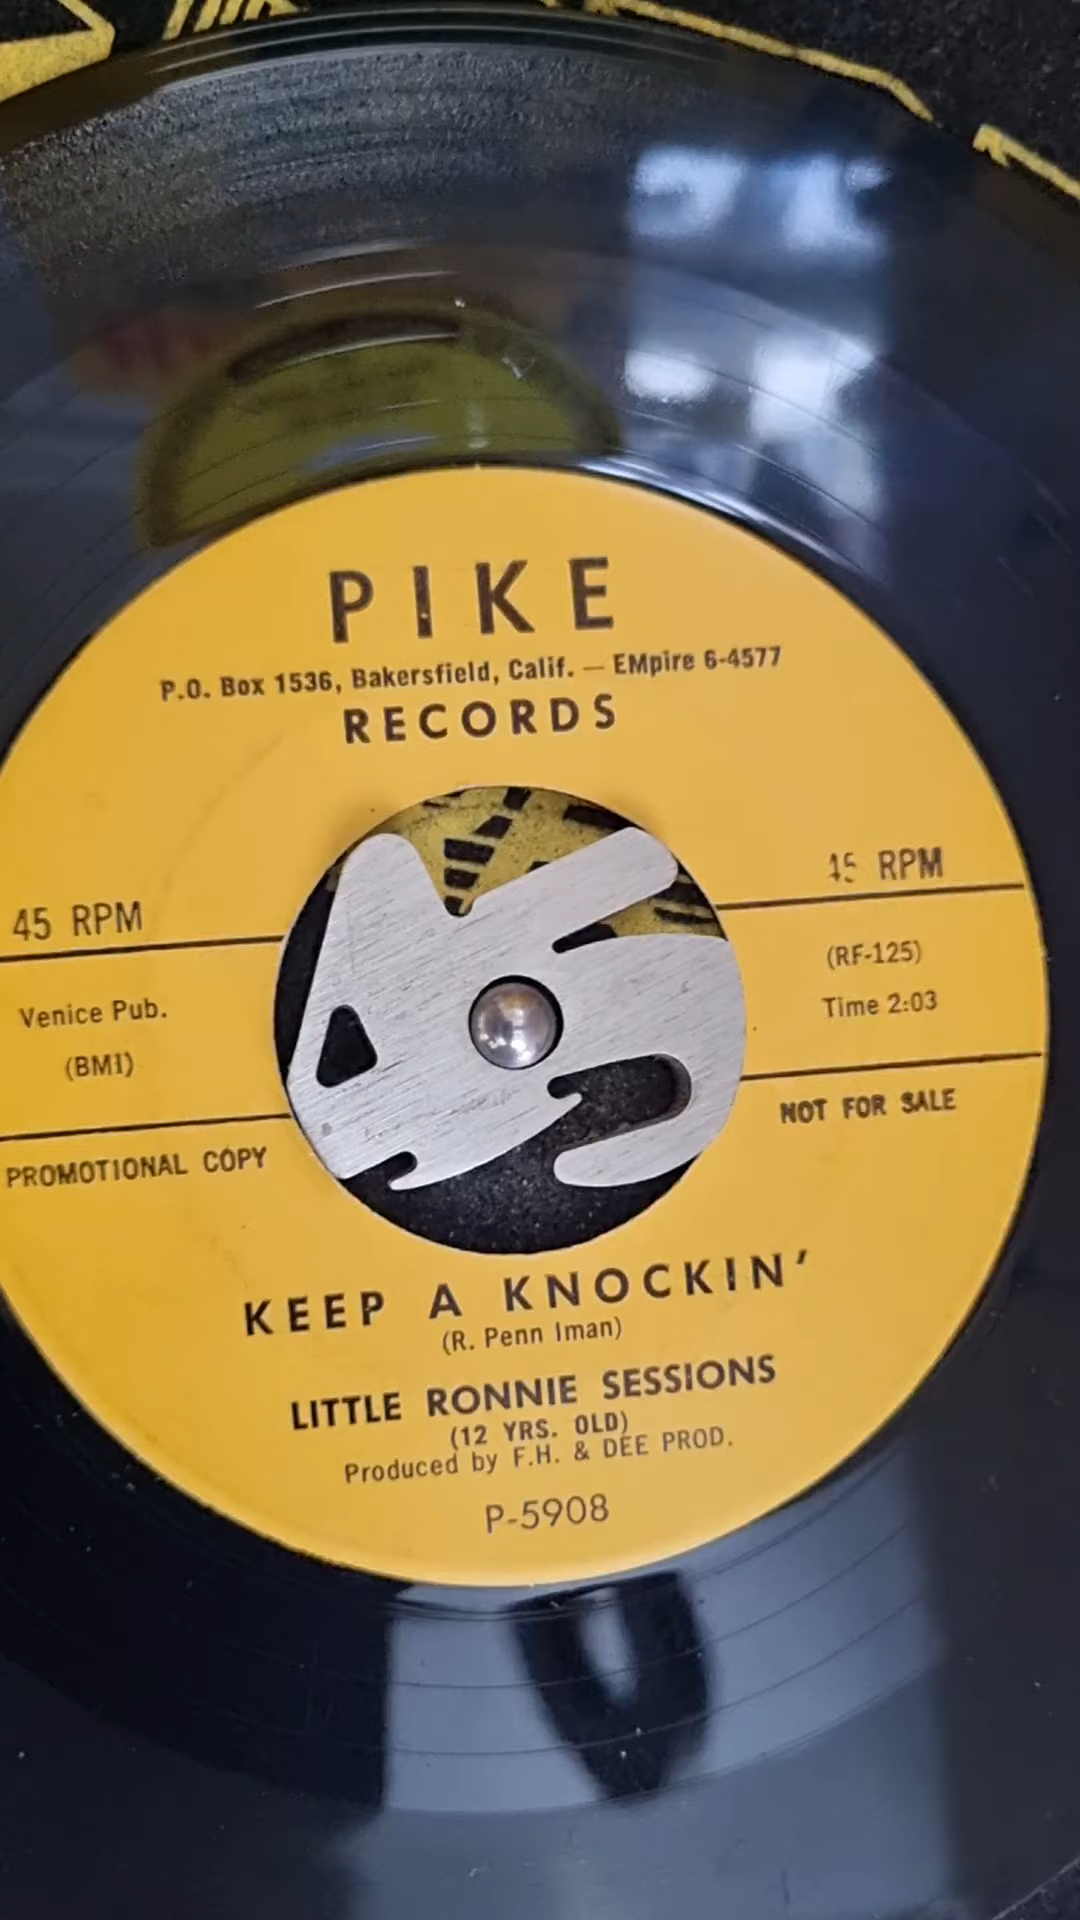 PIKE
P.O. Box 1536, Bakersfield, Calif. — EMpire 6-4577
RECORDS
45 RPM
45 RPM
Venice Pub.
(BMI)
(RF-125)
Time 2:03
PROMOTIONAL COPY
NOT FOR SALE
45
KEEP A KNOCKIN'
(R. Penn Iman)
LITTLE RONNIE SESSIONS
(12 YRS. OLD)
Produced by F.H. & DEE PROD.
P-5908